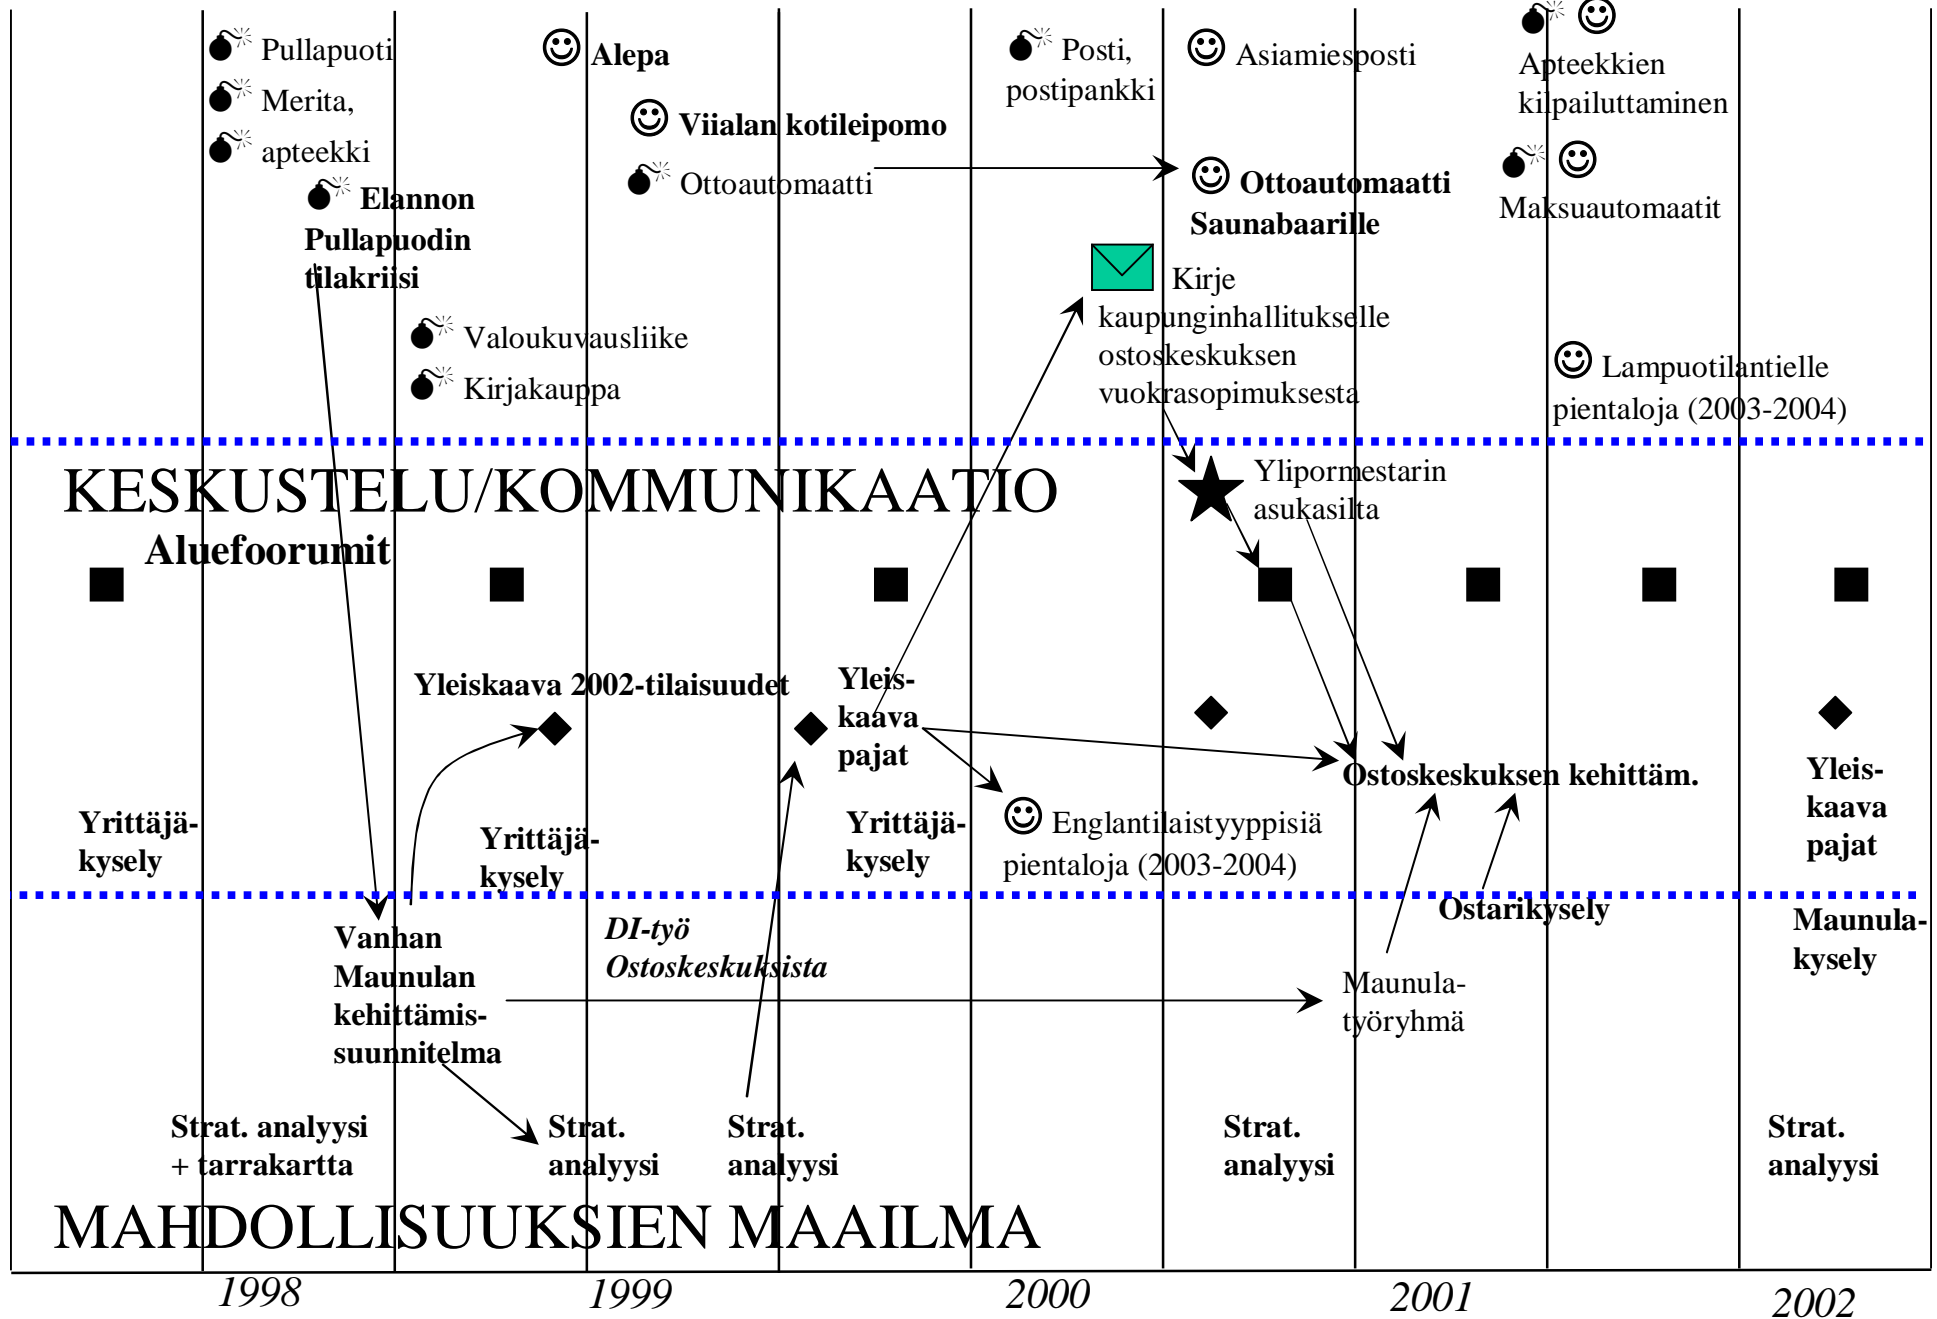 Pullapuoti
Merita,
apteekki
Elannon
Pullapuodin
tilakriisi
Valoukuvausliike
Kirjakauppa
Alepa
Viialan kotileipomo
Ottoautomaatti
Posti,
postipankki
Asiamiesposti
Ottoautomaatti
Saunabaarille
Kirje
kaupunginhallitukselle
ostoskeskuksen
vuokrasopimuksesta
Apteekkien
kilpailuttaminen
Maksuautomaatit
Lampuotilantielle
pientaloja (2003-2004)
KESKUSTELU/KOMMUNIKAATIO
Aluefoorumit
Ylipormestarin
asukasilta
Yleiskaava 2002-tilaisuudet
Yleis-
kaava
pajat
Ostoskeskuksen kehittäm.
Yleis-
kaava
pajat
Yrittäjä-
kysely
Yrittäjä-
kysely
Yrittäjä-
kysely
Englantilaistyyppisiä
pientaloja (2003-2004)
Vanhan
Maunulan
kehittämis-
suunnitelma
DI-työ
Ostoskeskuksista
Ostarikysely
Maunula-
työryhmä
Maunula-
kysely
Strat. analyysi
+ tarrakartta
Strat.
analyysi
Strat.
analyysi
Strat.
analyysi
Strat.
analyysi
MAHDOLLISUUKSIEN MAAILMA
1998
1999
2000
2001
2002